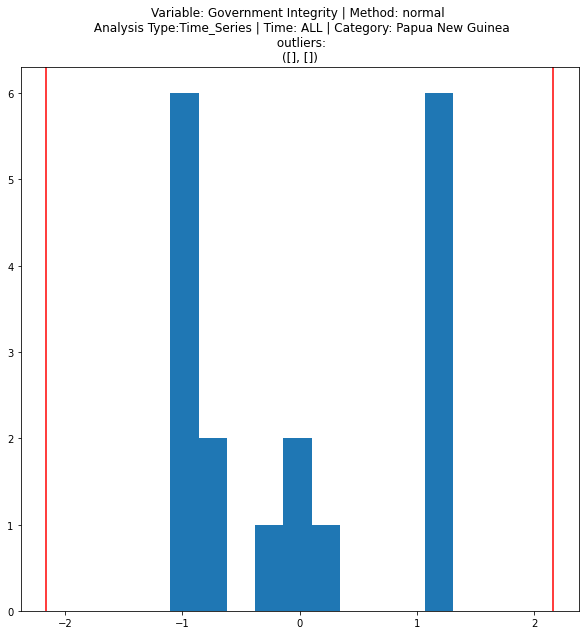 Variable: Government Integrity | Method: normal
Analysis Type:Time_Series | Time: ALL | Category: Papua New Guinea
outliers:
([], [])
6
5
4
3
2
1
0
−2 −1 0 1 2